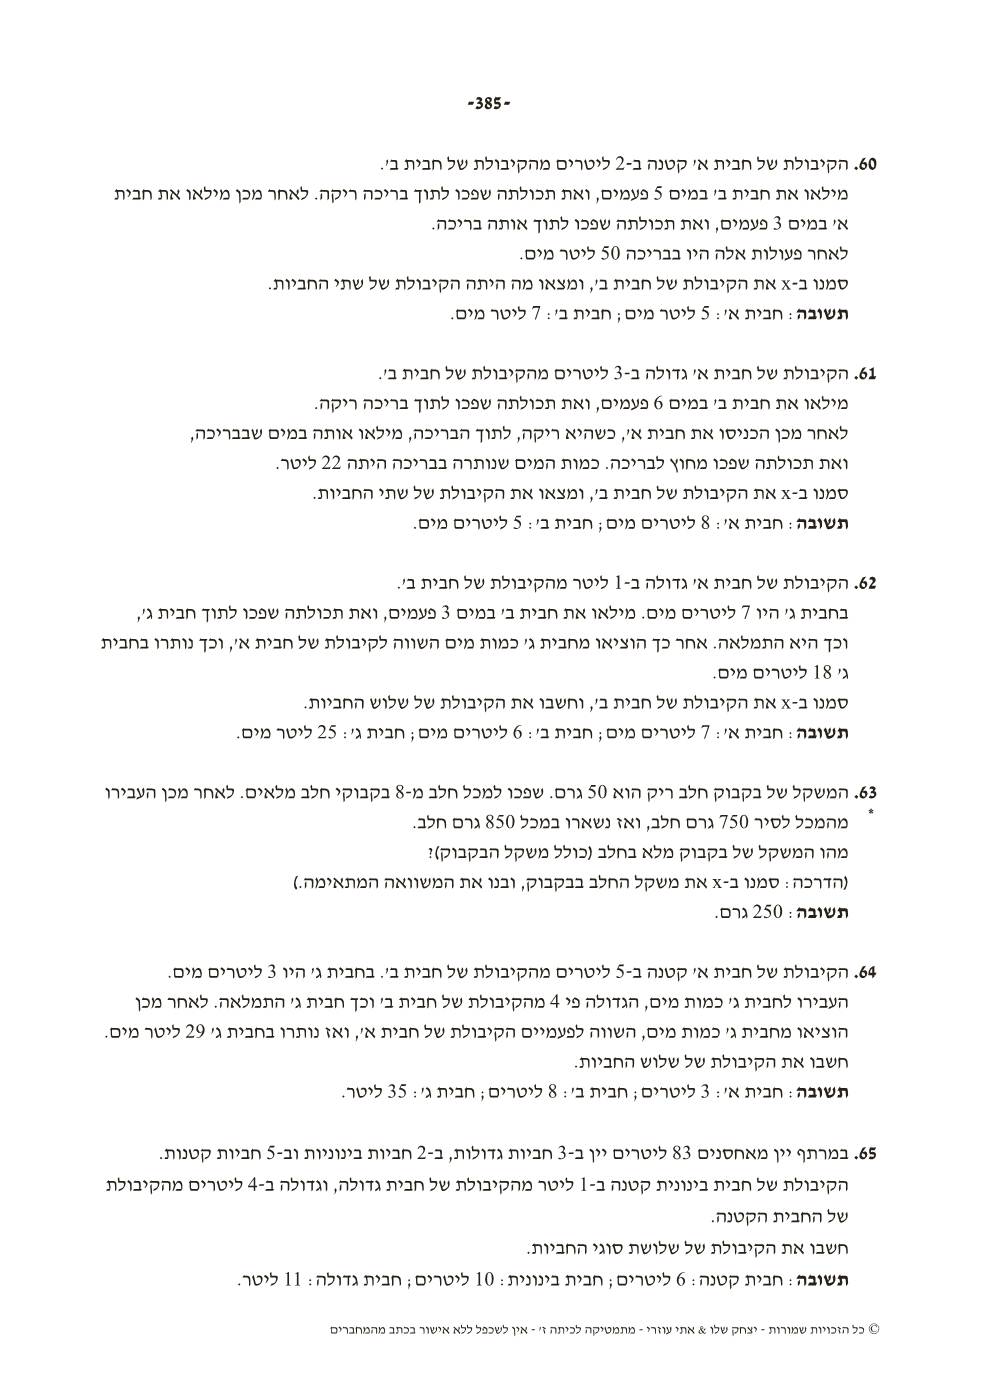 -385-
60. הקיבולת של חבית א׳ קטנה ב-2 ליטרים מהקיבולת של חבית ב׳.
מילאו את חבית ב׳ במים 5 פעמים, ואת תכולתה שפכו לתוך בריכה ריקה. לאחר מכן מילאו את חבית
א׳ במים 3 פעמים, ואת תכולתה שפכו לתוך אותה בריכה.
לאחר פעולות אלה היו בבריכה 50 ליטר מים.
סמנו ב-x את הקיבולת של חבית ב׳, ומצאו מה היתה הקיבולת של שתי החביות.
תשובה: חבית א׳: 5 ליטר מים; חבית ב׳: 7 ליטר מים.
61. הקיבולת של חבית א׳ גדולה ב-3 ליטרים מהקיבולת של חבית ב׳.
מילאו את חבית ב׳ במים 6 פעמים, ואת תכולתה שפכו לתוך בריכה ריקה.
לאחר מכן הכניסו את חבית א׳, כשהיא ריקה, לתוך הבריכה, מילאו אותה במים שבבריכה,
ואת תכולתה שפכו מחוץ לבריכה. כמות המים שנותרה בבריכה היתה 22 ליטר.
סמנו ב-x את הקיבולת של חבית ב׳, ומצאו את הקיבולת של שתי החביות.
תשובה: חבית א׳: 8 ליטרים מים; חבית ב׳: 5 ליטרים מים.
62. הקיבולת של חבית א׳ גדולה ב-1 ליטר מהקיבולת של חבית ב׳.
בחבית ג׳ היו 7 ליטרים מים. מילאו את חבית ב׳ במים 3 פעמים, ואת תכולתה שפכו לתוך חבית ג׳,
וכך היא התמלאה. אחר כך הוציאו מחבית ג׳ כמות מים השווה לקיבולת של חבית א׳, וכך נותרו בחבית
ג׳ 18 ליטרים מים.
סמנו ב-x את הקיבולת של חבית ב׳, וחשבו את הקיבולת של שלוש החביות.
תשובה: חבית א׳: 7 ליטרים מים; חבית ב׳: 6 ליטרים מים; חבית ג׳: 25 ליטר מים.
63. המשקל של בקבוק חלב ריק הוא 50 גרם. שפכו למכל חלב מ-8 בקבוקי חלב מלאים. לאחר מכן העבירו
* מהמכל לסיר 750 גרם חלב, ואז נשארו במכל 850 גרם חלב.
מהו המשקל של בקבוק מלא בחלב (כולל משקל הבקבוק)?
(הדרכה: סמנו ב-x את משקל החלב בבקבוק, ובנו את המשוואה המתאימה.)
תשובה: 250 גרם.
64. הקיבולת של חבית א׳ קטנה ב-5 ליטרים מהקיבולת של חבית ב׳. בחבית ג׳ היו 3 ליטרים מים.
העבירו לחבית ג׳ כמות מים, הגדולה פי 4 מהקיבולת של חבית ב׳ וכך חבית ג׳ התמלאה. לאחר מכן
הוציאו מחבית ג׳ כמות מים, השווה לפעמיים הקיבולת של חבית א׳, ואז נותרו בחבית ג׳ 29 ליטר מים.
חשבו את הקיבולת של שלוש החביות.
תשובה: חבית א׳: 3 ליטרים; חבית ב׳: 8 ליטרים; חבית ג׳: 35 ליטר.
65. במרתף יין מאחסנים 83 ליטרים יין ב-3 חביות גדולות, ב-2 חביות בינוניות וב-5 חביות קטנות.
הקיבולת של חבית בינונית קטנה ב-1 ליטר מהקיבולת של חבית גדולה, וגדולה ב-4 ליטרים מהקיבולת
של החבית הקטנה.
חשבו את הקיבולת של שלושת סוגי החביות.
תשובה: חבית קטנה: 6 ליטרים; חבית בינונית: 10 ליטרים; חבית גדולה: 11 ליטר.
© כל הזכויות שמורות - יצחק שלו & אתי עוזרי - מתמטיקה לכיתה ז׳ - אין לשכפל ללא אישור בכתב מהמחברים